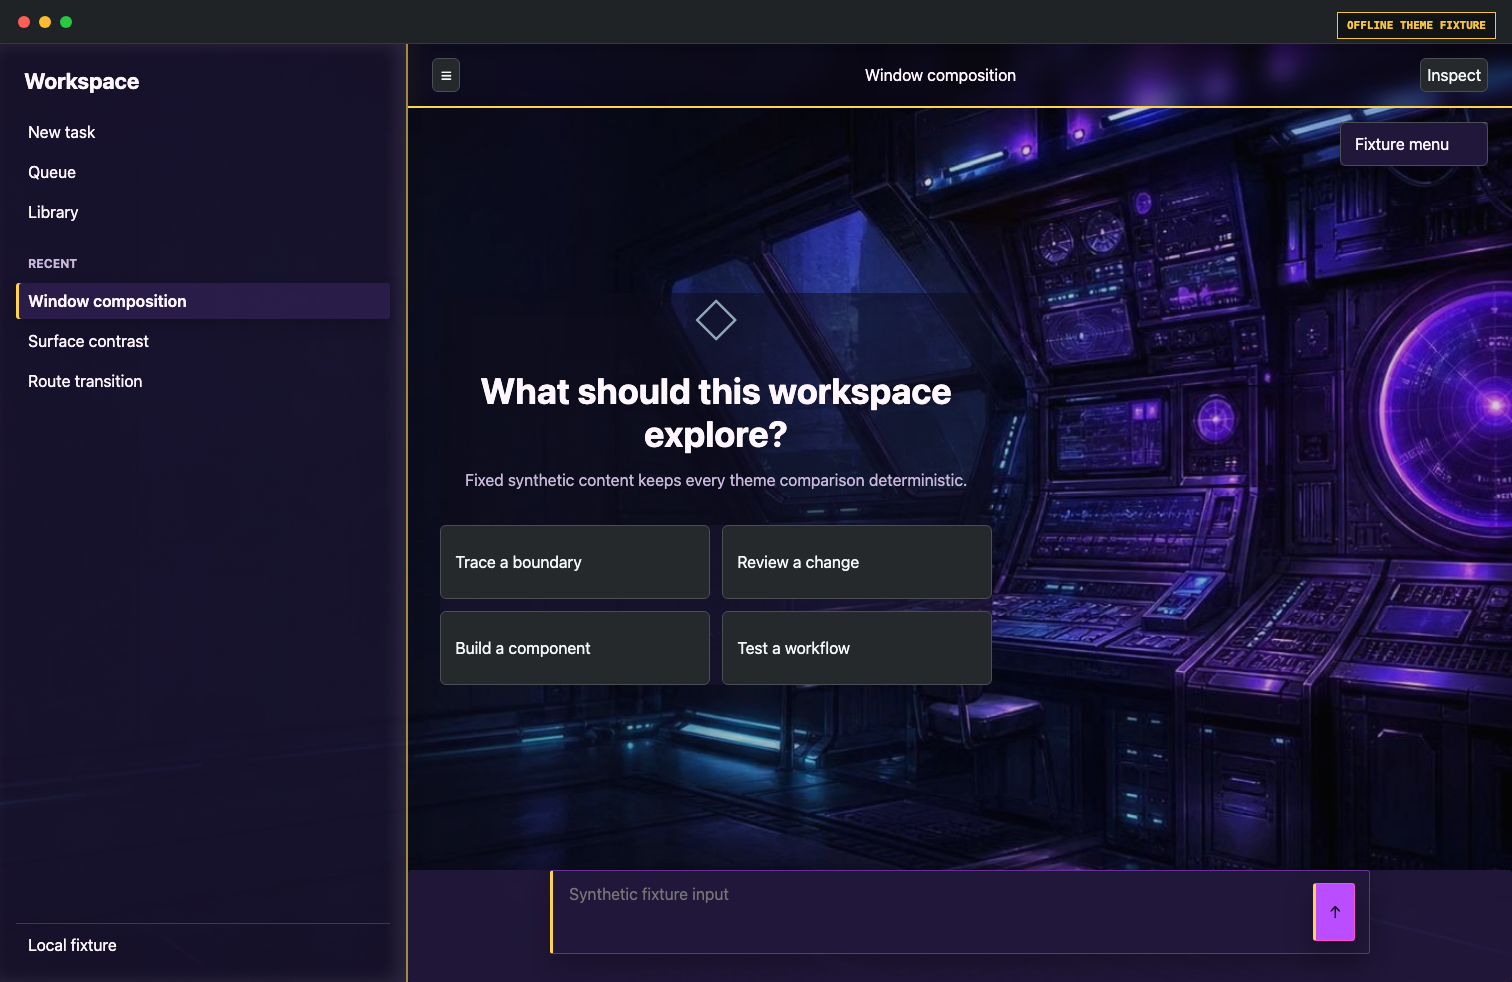 OFFLINE THEME FIXTURE
Workspace
New task
Queue
Library
RECENT
Window composition
Surface contrast
Route transition
Local fixture
Window composition
Inspect
Fixture menu
What should this workspace
explore?
Fixed synthetic content keeps every theme comparison deterministic.
Trace a boundary
Review a change
Build a component
Test a workflow
Synthetic fixture input